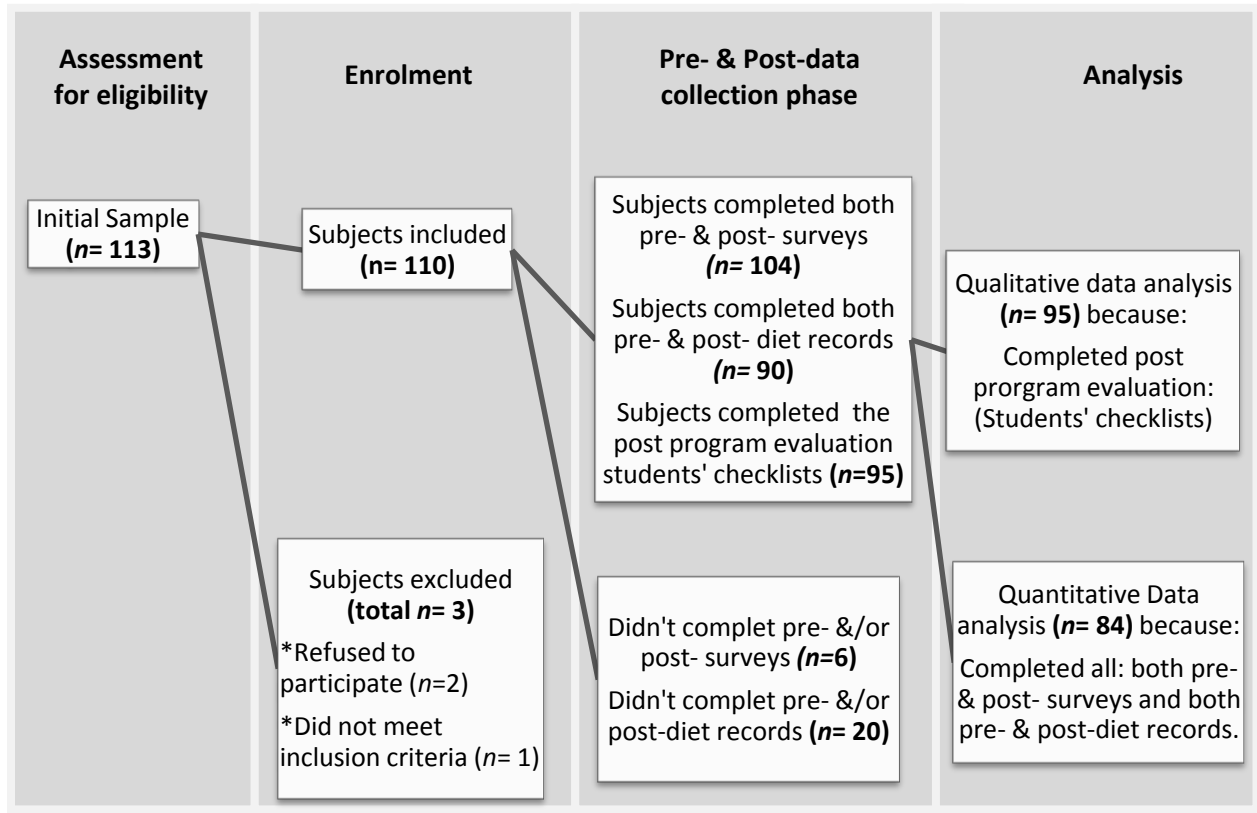 Assessment
for eligibility
Enrolment
Pre- & Post-data
collection phase
Analysis
Initial Sample
(n= 113)
Subjects included
(n= 110)
Subjects excluded
(total n= 3)
*Refused to
participate (n=2)
*Did not meet
inclusion criteria (n= 1)
Subjects completed both
pre- & post- surveys
(n= 104)
Subjects completed both
pre- & post- diet records
(n= 90)
Subjects completed the
post program evaluation
students' checklists (n=95)
Didn't complet pre- &/or
post- surveys (n=6)
Didn't complet pre- &/or
post-diet records (n= 20)
Qualitative data analysis
(n= 95) because:
Completed post
prorgram evaluation:
(Students' checklists)
Quantitative Data
analysis (n= 84) because:
Completed all: both pre-
& post- surveys and both
pre- & post-diet records.